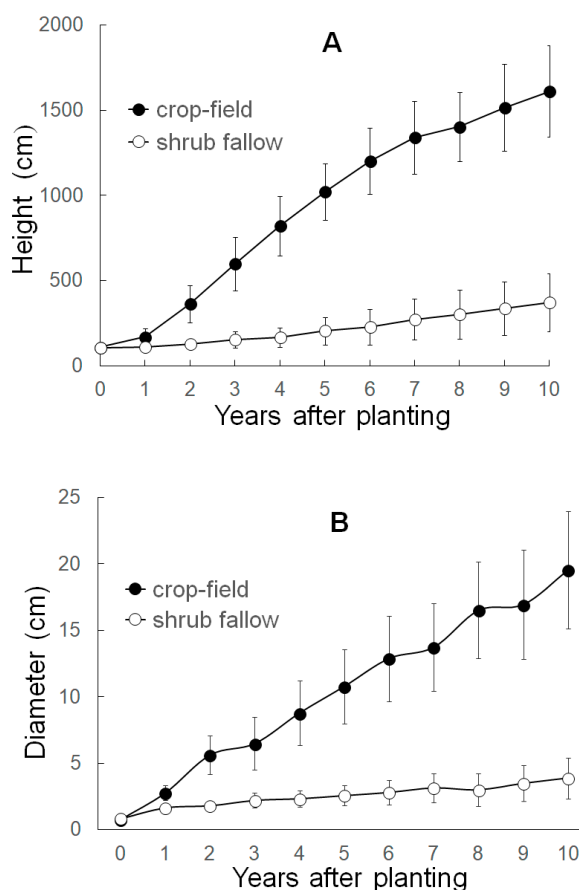 A
2000
1500
1000
500
0
Height (cm)
crop-field
shrub fallow
0 1 2 3 4 5 6 7 8 9 10
Years after planting
B
25
20
15
10
5
0
Diameter (cm)
crop-field
shrub fallow
0 1 2 3 4 5 6 7 8 9 10
Years after planting